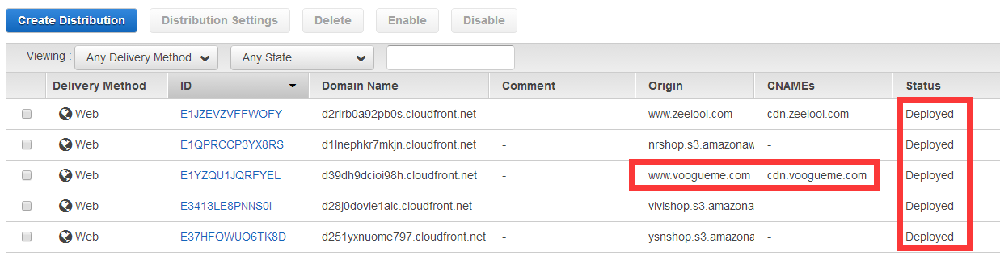 Create Distribution Distribution Settings Delete Enable Disable
Viewing : Any Delivery Method Any State
Delivery Method ID Domain Name Comment Origin CNAMEs Status
Web E1JZEVZVFFWOFY d2rlrb0a92pb0s.cloudfront.net - www.zeelool.com cdn.zeelool.com Deployed
Web E1QPRCCP3YX8RS d1lnephkr7mkjn.cloudfront.net - nrshop.s3.amazonaw - Deployed
Web E1YZQU1JQRFYEL d39dh9dcioi98h.cloudfront.net - www.voogueme.com cdn.voogueme.com Deployed
Web E3413LE8PNNS0I d28j0dovle1aic.cloudfront.net - vivishop.s3.amazona - Deployed
Web E37HFOWUO6TK8D d251yxnuome797.cloudfront.net - ysnshop.s3.amazona - Deployed